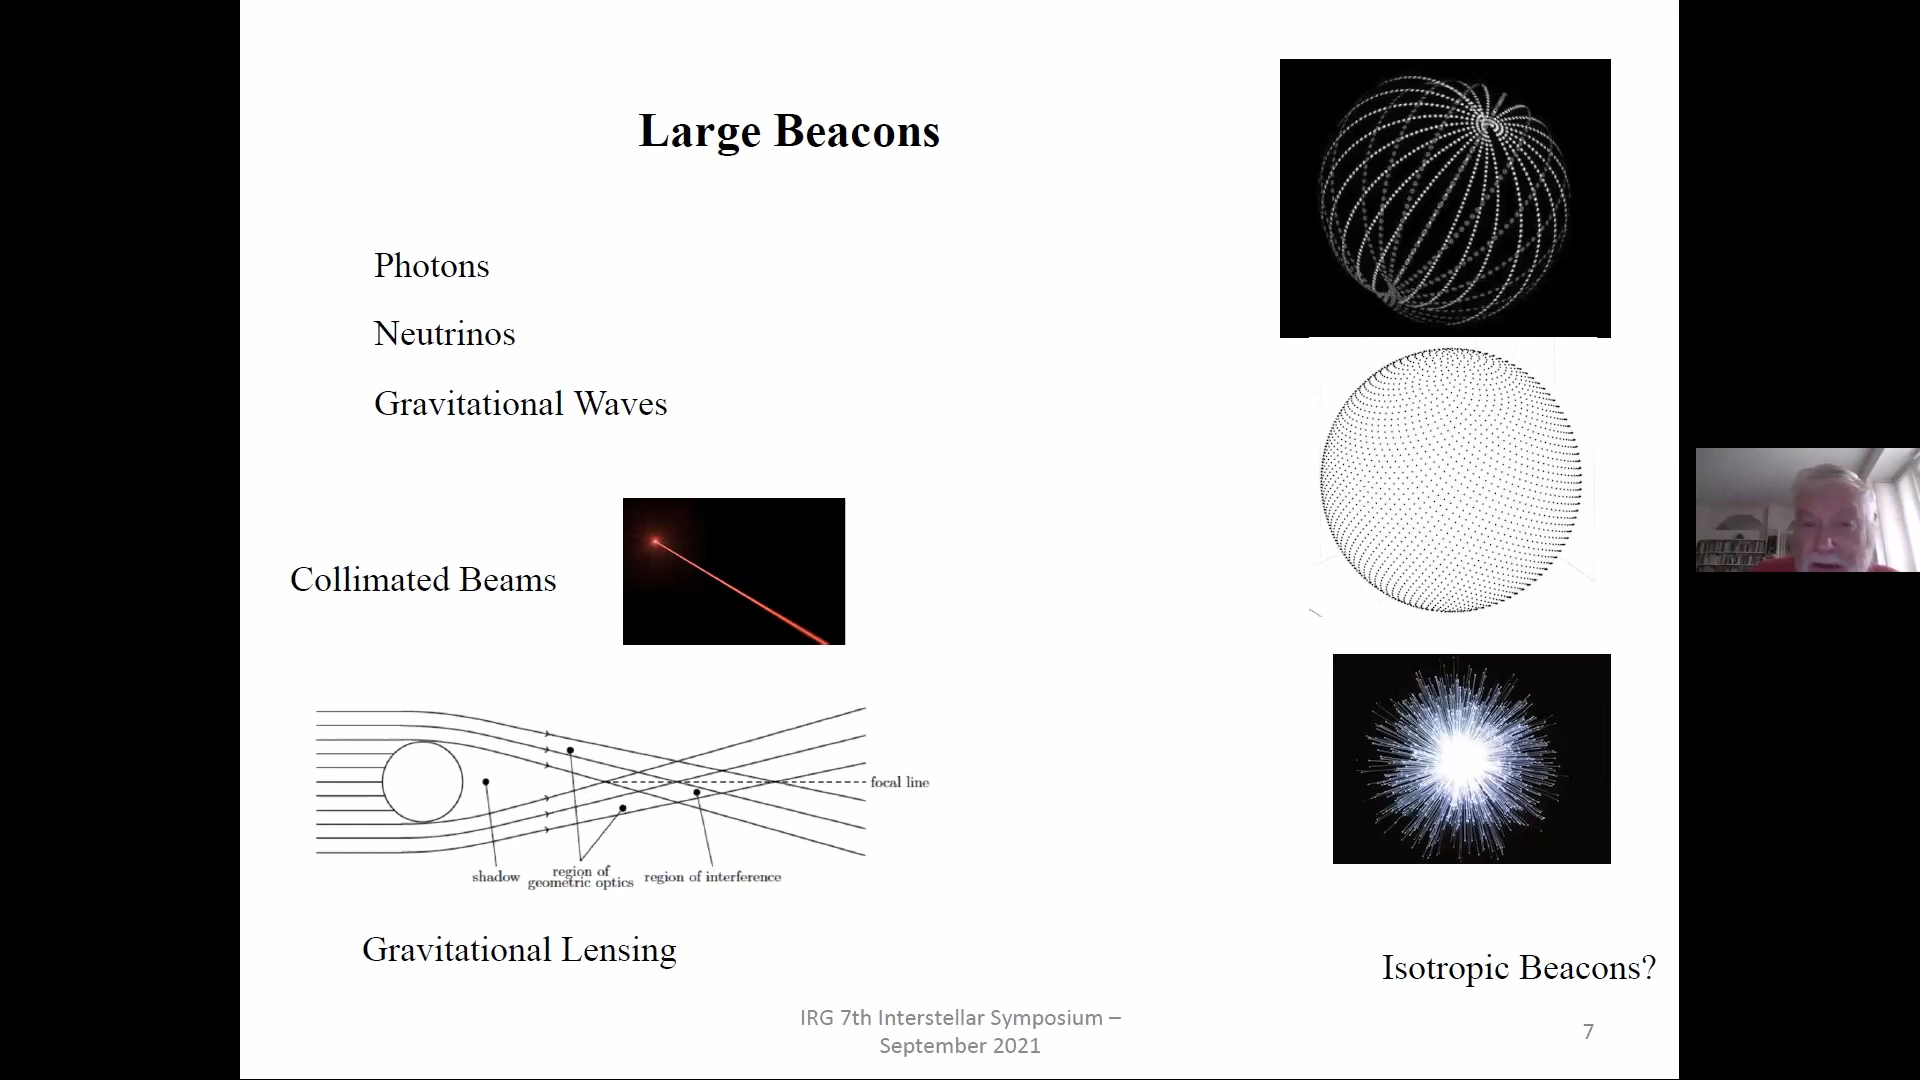 Large Beacons
Photons
Neutrinos
Gravitational Waves
Collimated Beams
focal line
shadow
region of
geometric optics
region of interference
Gravitational Lensing
Isotropic Beacons?
IRG 7th Interstellar Symposium –
September 2021
7